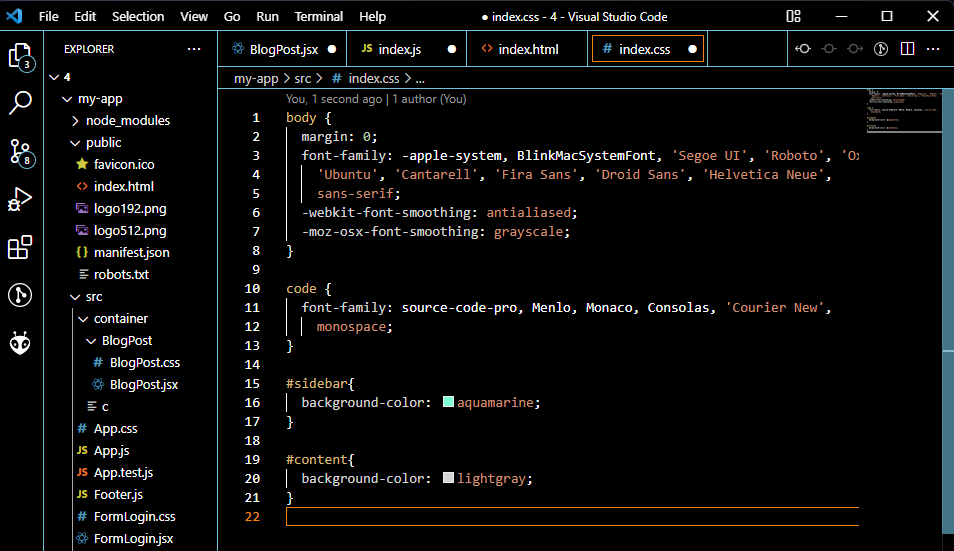 File Edit Selection View Go Run Terminal Help ● index.css - 4 - Visual Studio Code
EXPLORER ...
3
8
4
my-app
node_modules
public
favicon.ico
<> index.html
logo192.png
logo512.png
{} manifest.json
robots.txt
src
container
BlogPost
# BlogPost.css
BlogPost.jsx
c
# App.css
JS App.js
JS App.test.js
JS Footer.js
# FormLogin.css
FormLogin.jsx
BlogPost.jsx ● JS index.js ● <> index.html # index.css ● ...
my-app > src > # index.css > ...
You, 1 second ago | 1 author (You)
1 body {
2 margin: 0;
3 font-family: -apple-system, BlinkMacSystemFont, 'Segoe UI', 'Roboto', 'Ox
4 'Ubuntu', 'Cantarell', 'Fira Sans', 'Droid Sans', 'Helvetica Neue',
5 sans-serif;
6 -webkit-font-smoothing: antialiased;
7 -moz-osx-font-smoothing: grayscale;
8 }
9
10 code {
11 font-family: source-code-pro, Menlo, Monaco, Consolas, 'Courier New',
12 monospace;
13 }
14
15 #sidebar{
16 background-color: aquamarine;
17 }
18
19 #content{
20 background-color: lightgray;
21 }
22